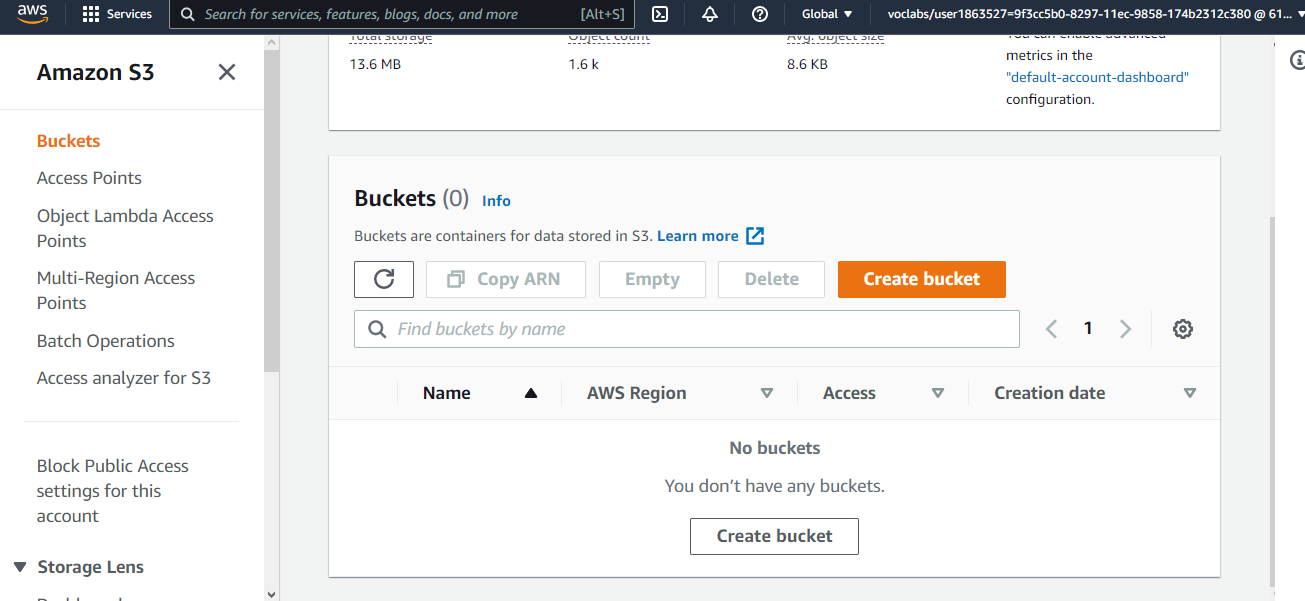 aws
Services
Search for services, features, blogs, docs, and more
[Alt+S]
Global ▼
voclabs/user1863527=9f3cc5b0-8297-11ec-9858-174b2312c380 @ 61... ▼
Amazon S3
Buckets
Access Points
Object Lambda Access
Points
Multi-Region Access
Points
Batch Operations
Access analyzer for S3
Block Public Access
settings for this
account
Storage Lens
Total storage
13.6 MB
Object count
1.6 k
Avg. object size
8.6 KB
You can enable advanced
metrics in the
"default-account-dashboard"
configuration.
Buckets (0) Info
Buckets are containers for data stored in S3. Learn more
Copy ARN
Empty
Delete
Create bucket
Find buckets by name
1
Name
AWS Region
Access
Creation date
No buckets
You don’t have any buckets.
Create bucket